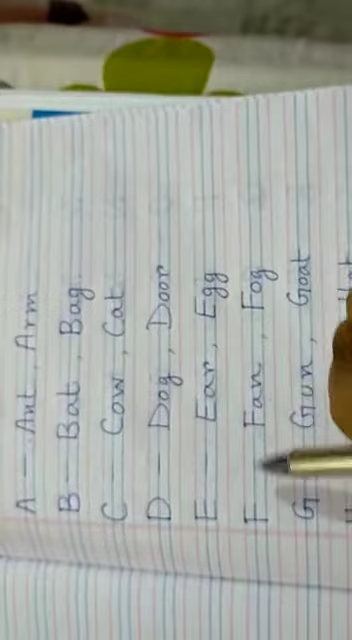 A - Ant, Arm
B - Bat, Bag.
C - Cow, Cat
D - Dog, Door
E - Ear, Egg
F - Fan, Fog
G - Gun, Goat
H